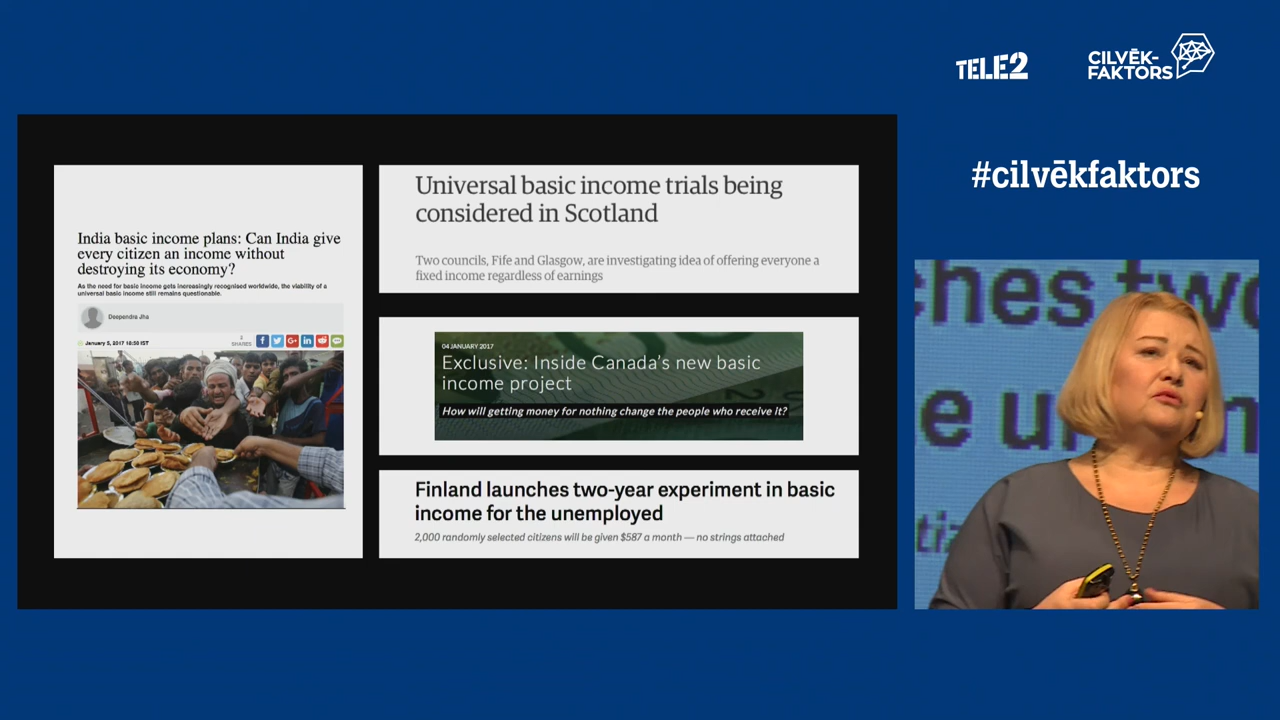 TELE2
CILVĒK-
FAKTORS
#cilvēkfaktors
India basic income plans: Can India give
every citizen an income without
destroying its economy?
As the need for basic income gets increasingly recognised worldwide, the viability of a
universal basic income still remains questionable.
Deependra Jha
January 5, 2017 10:50 IST
2
SHARES
Universal basic income trials being
considered in Scotland
Two councils, Fife and Glasgow, are investigating idea of offering everyone a
fixed income regardless of earnings
04 JANUARY 2017
Exclusive: Inside Canada's new basic
income project
How will getting money for nothing change the people who receive it?
Finland launches two-year experiment in basic
income for the unemployed
2,000 randomly selected citizens will be given $587 a month — no strings attached
ches two
e un